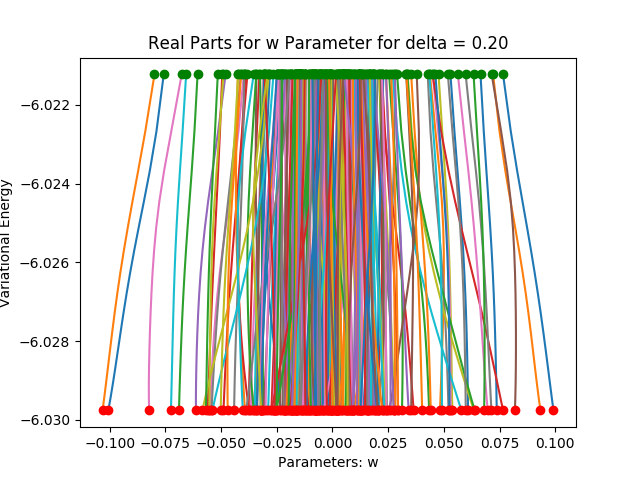 Real Parts for w Parameter for delta = 0.20
Variational Energy
−6.022
−6.024
−6.026
−6.028
−6.030
−0.100 −0.075 −0.050 −0.025 0.000 0.025 0.050 0.075 0.100
Parameters: w